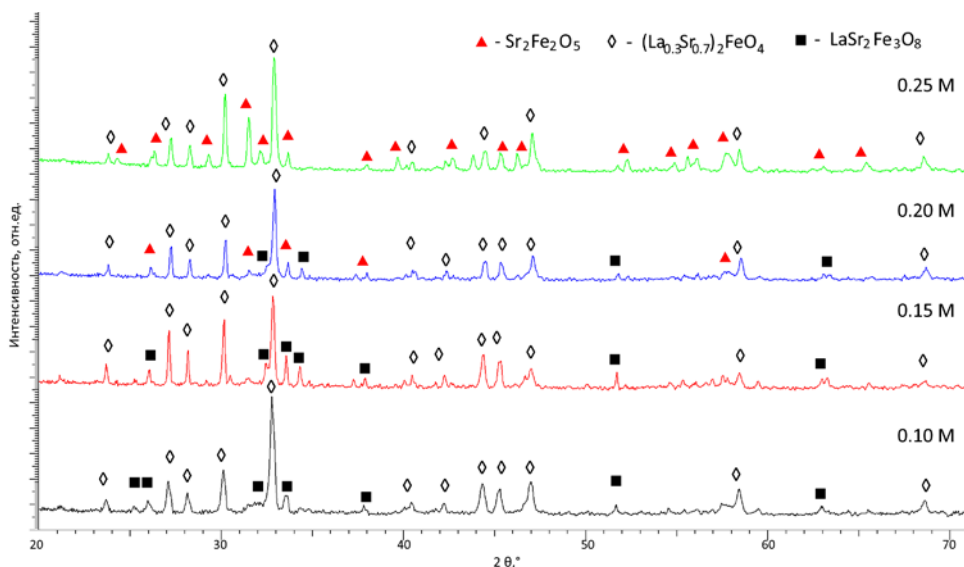 ▲ - Sr₂Fe₂O₅ ◊ - (La₀.₃Sr₀.₇)₂FeO₄ ■ - LaSr₂Fe₃O₈
0.25 M
0.20 M
0.15 M
0.10 M
Интенсивность, отн.ед.
20 30 40 50 60 70
2 θ,°